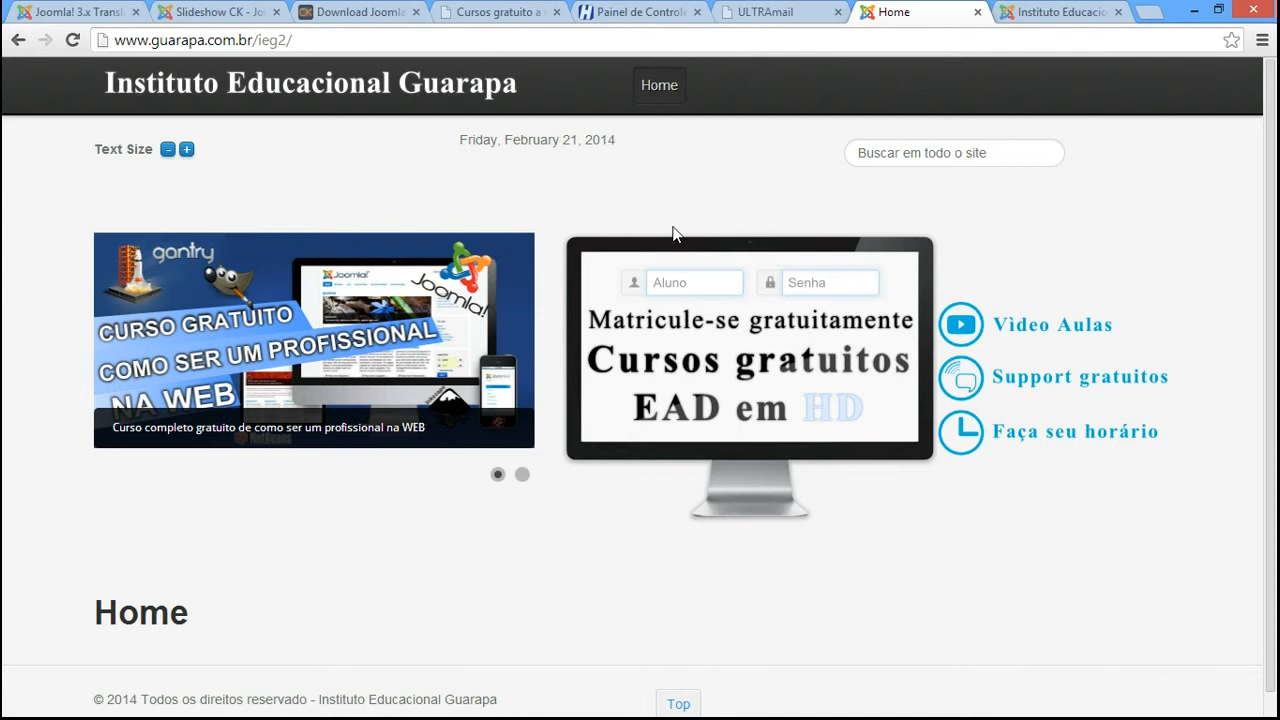 Joomla! 3.x Transl
Slideshow CK - Jo
Download Joomla
Cursos gratuito a
Painel de Control
ULTRAmail
Home
Instituto Educacio
www.guarapa.com.br/ieg2/
Instituto Educacional Guarapa
Home
Text Size - +
Friday, February 21, 2014
Buscar em todo o site
gantry
Joomla!
Joomla!
CURSO GRATUITO
COMO SER UM PROFISSIONAL
NA WEB
NETBeans
Curso completo gratuito de como ser um profissional na WEB
Aluno
Senha
Matricule-se gratuitamente
Cursos gratuitos
EAD em HD
Vìdeo Aulas
Support gratuitos
Faça seu horário
Home
© 2014 Todos os direitos reservado - Instituto Educacional Guarapa
Top